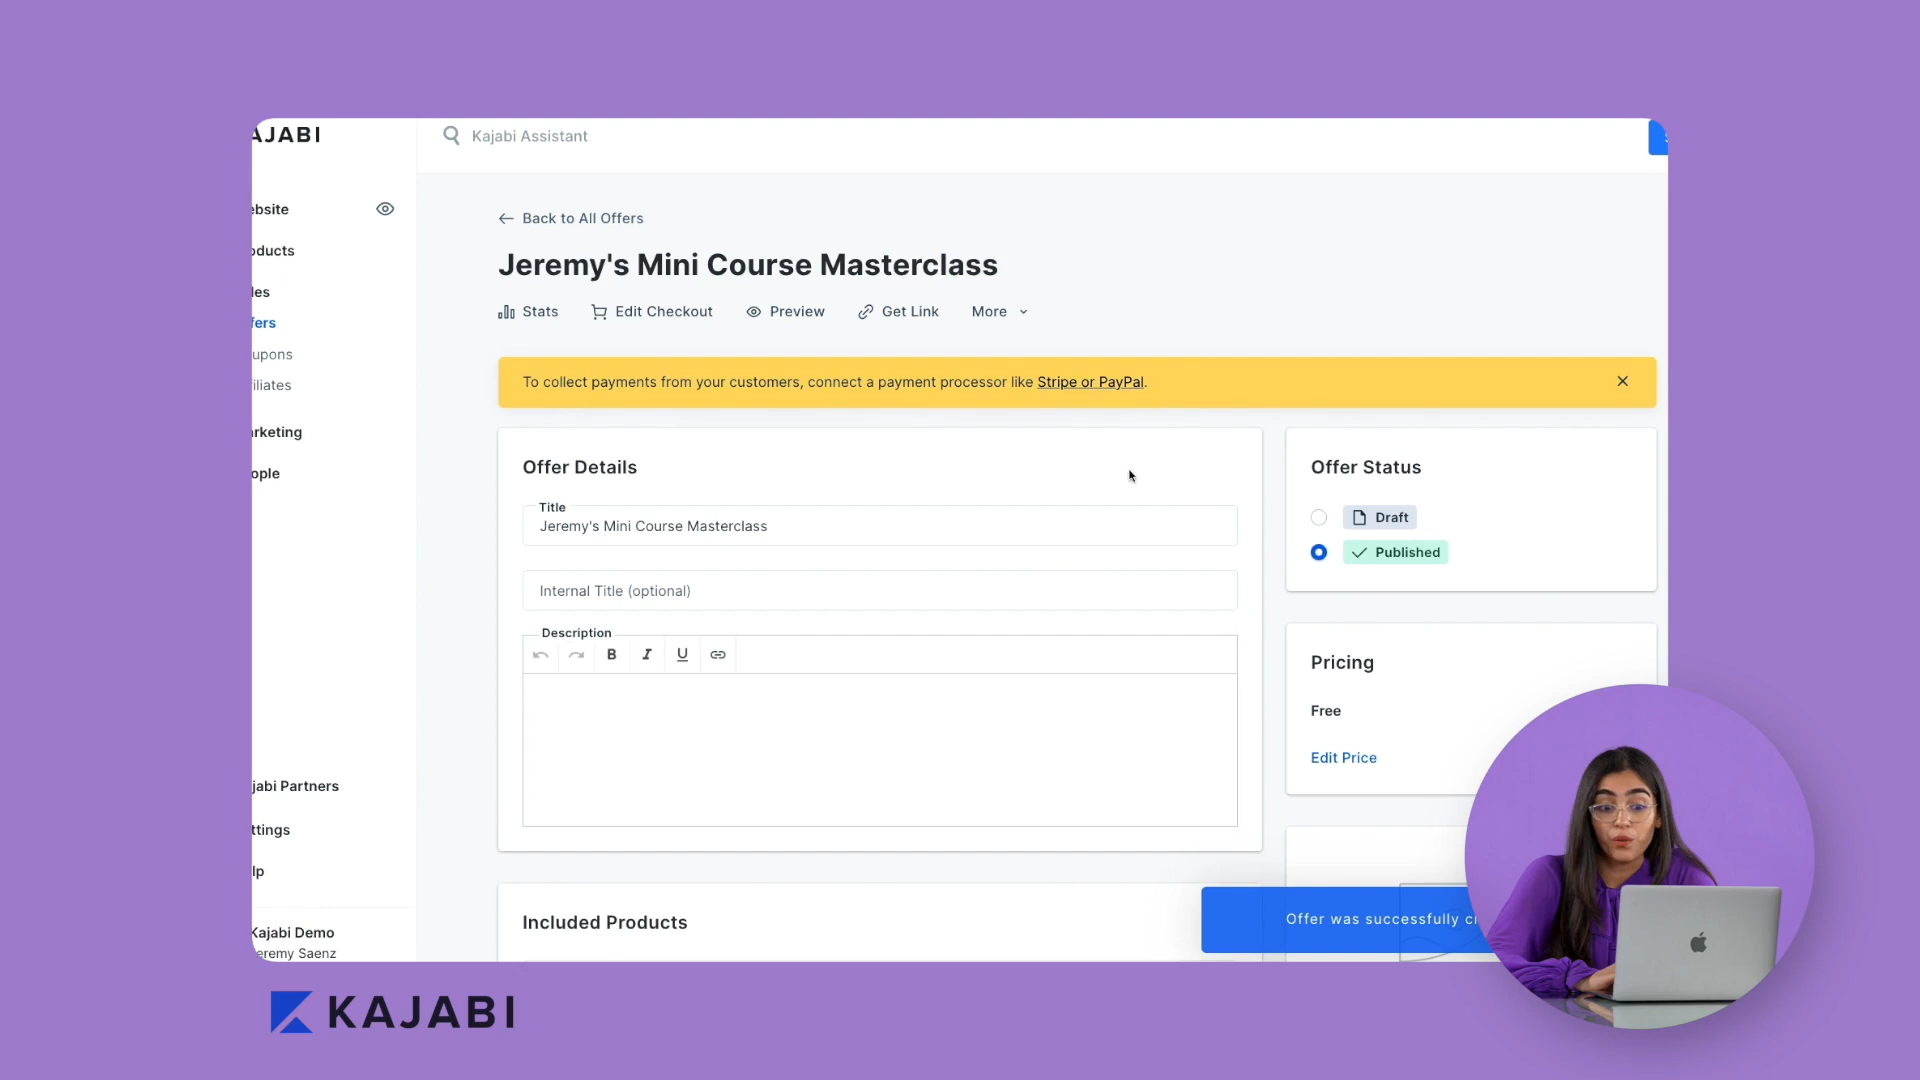 AJABI
Kajabi Assistant
ebsite
oducts
les
fers
upons
iliates
arketing
ople
jabi Partners
ttings
lp
Kajabi Demo
eremy Saenz
Back to All Offers
Jeremy's Mini Course Masterclass
Stats
Edit Checkout
Preview
Get Link
More
To collect payments from your customers, connect a payment processor like Stripe or PayPal.
Offer Details
Title
Jeremy's Mini Course Masterclass
Internal Title (optional)
Description
B I U
Included Products
Offer Status
Draft
Published
Pricing
Free
Edit Price
Offer was successfully
KAJABI